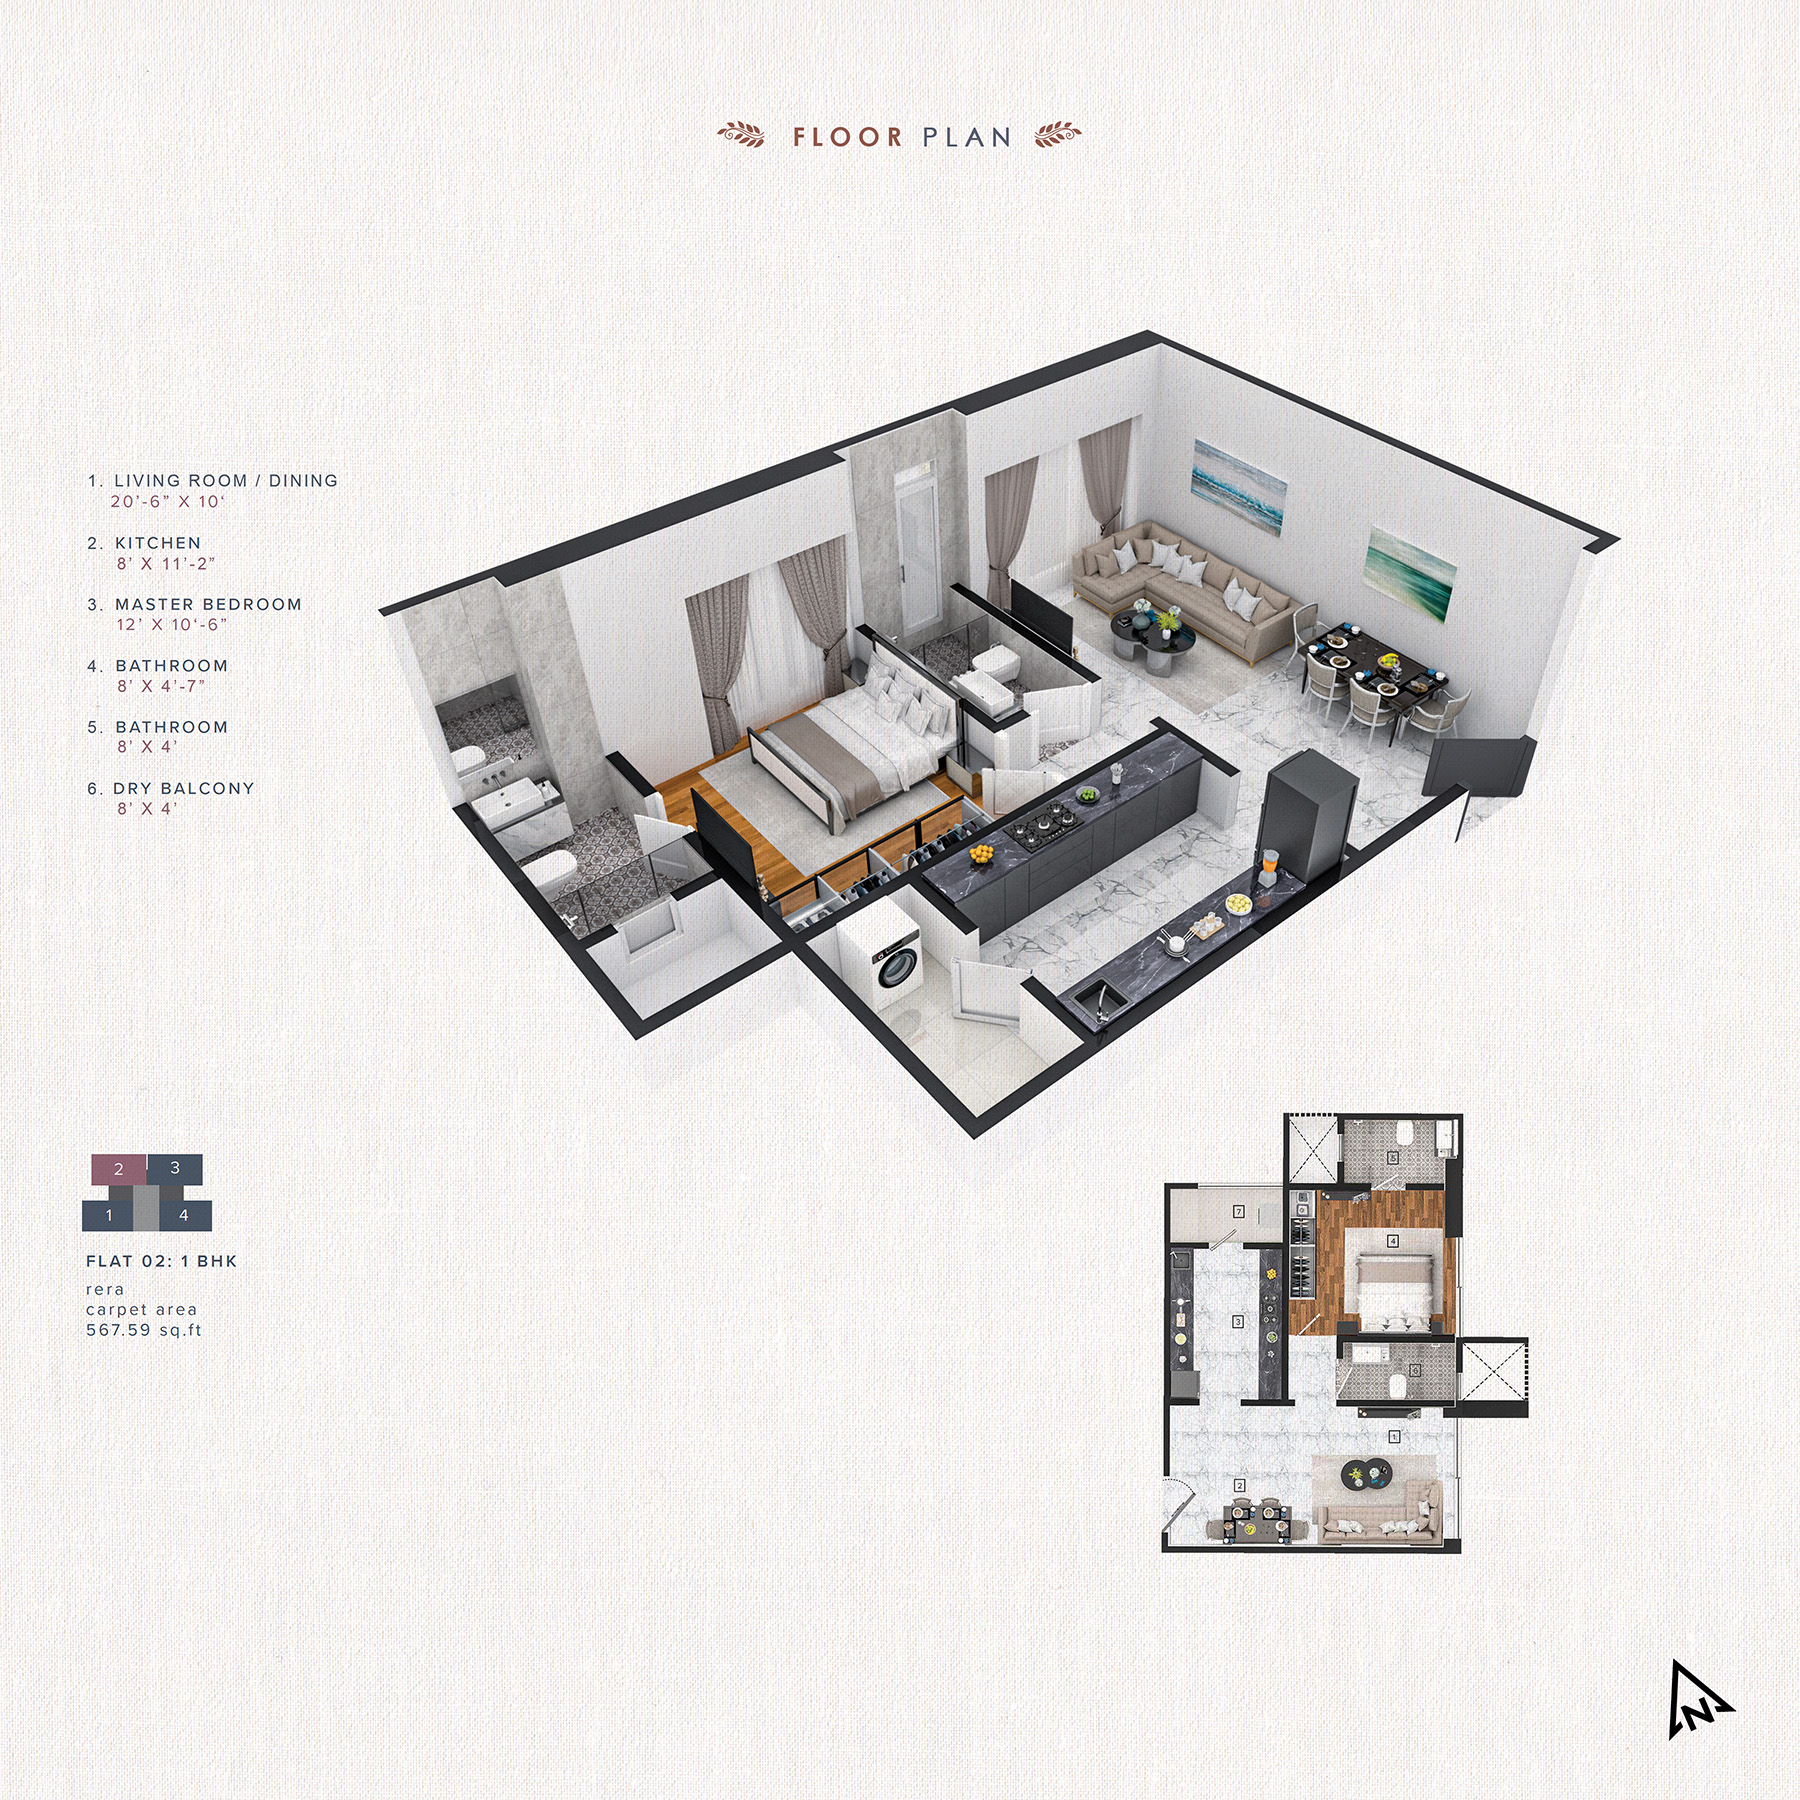 FLOOR PLAN
1. LIVING ROOM / DINING
20'-6” X 10‘
2. KITCHEN
8’ X 11’-2”
3. MASTER BEDROOM
12’ X 10‘-6”
4. BATHROOM
8’ X 4’-7”
5. BATHROOM
8’ X 4’
6. DRY BALCONY
8’ X 4’
2 3
1 4
FLAT 02: 1 BHK
rera
carpet area
567.59 sq.ft
5
7
4
3
6
1
2
N